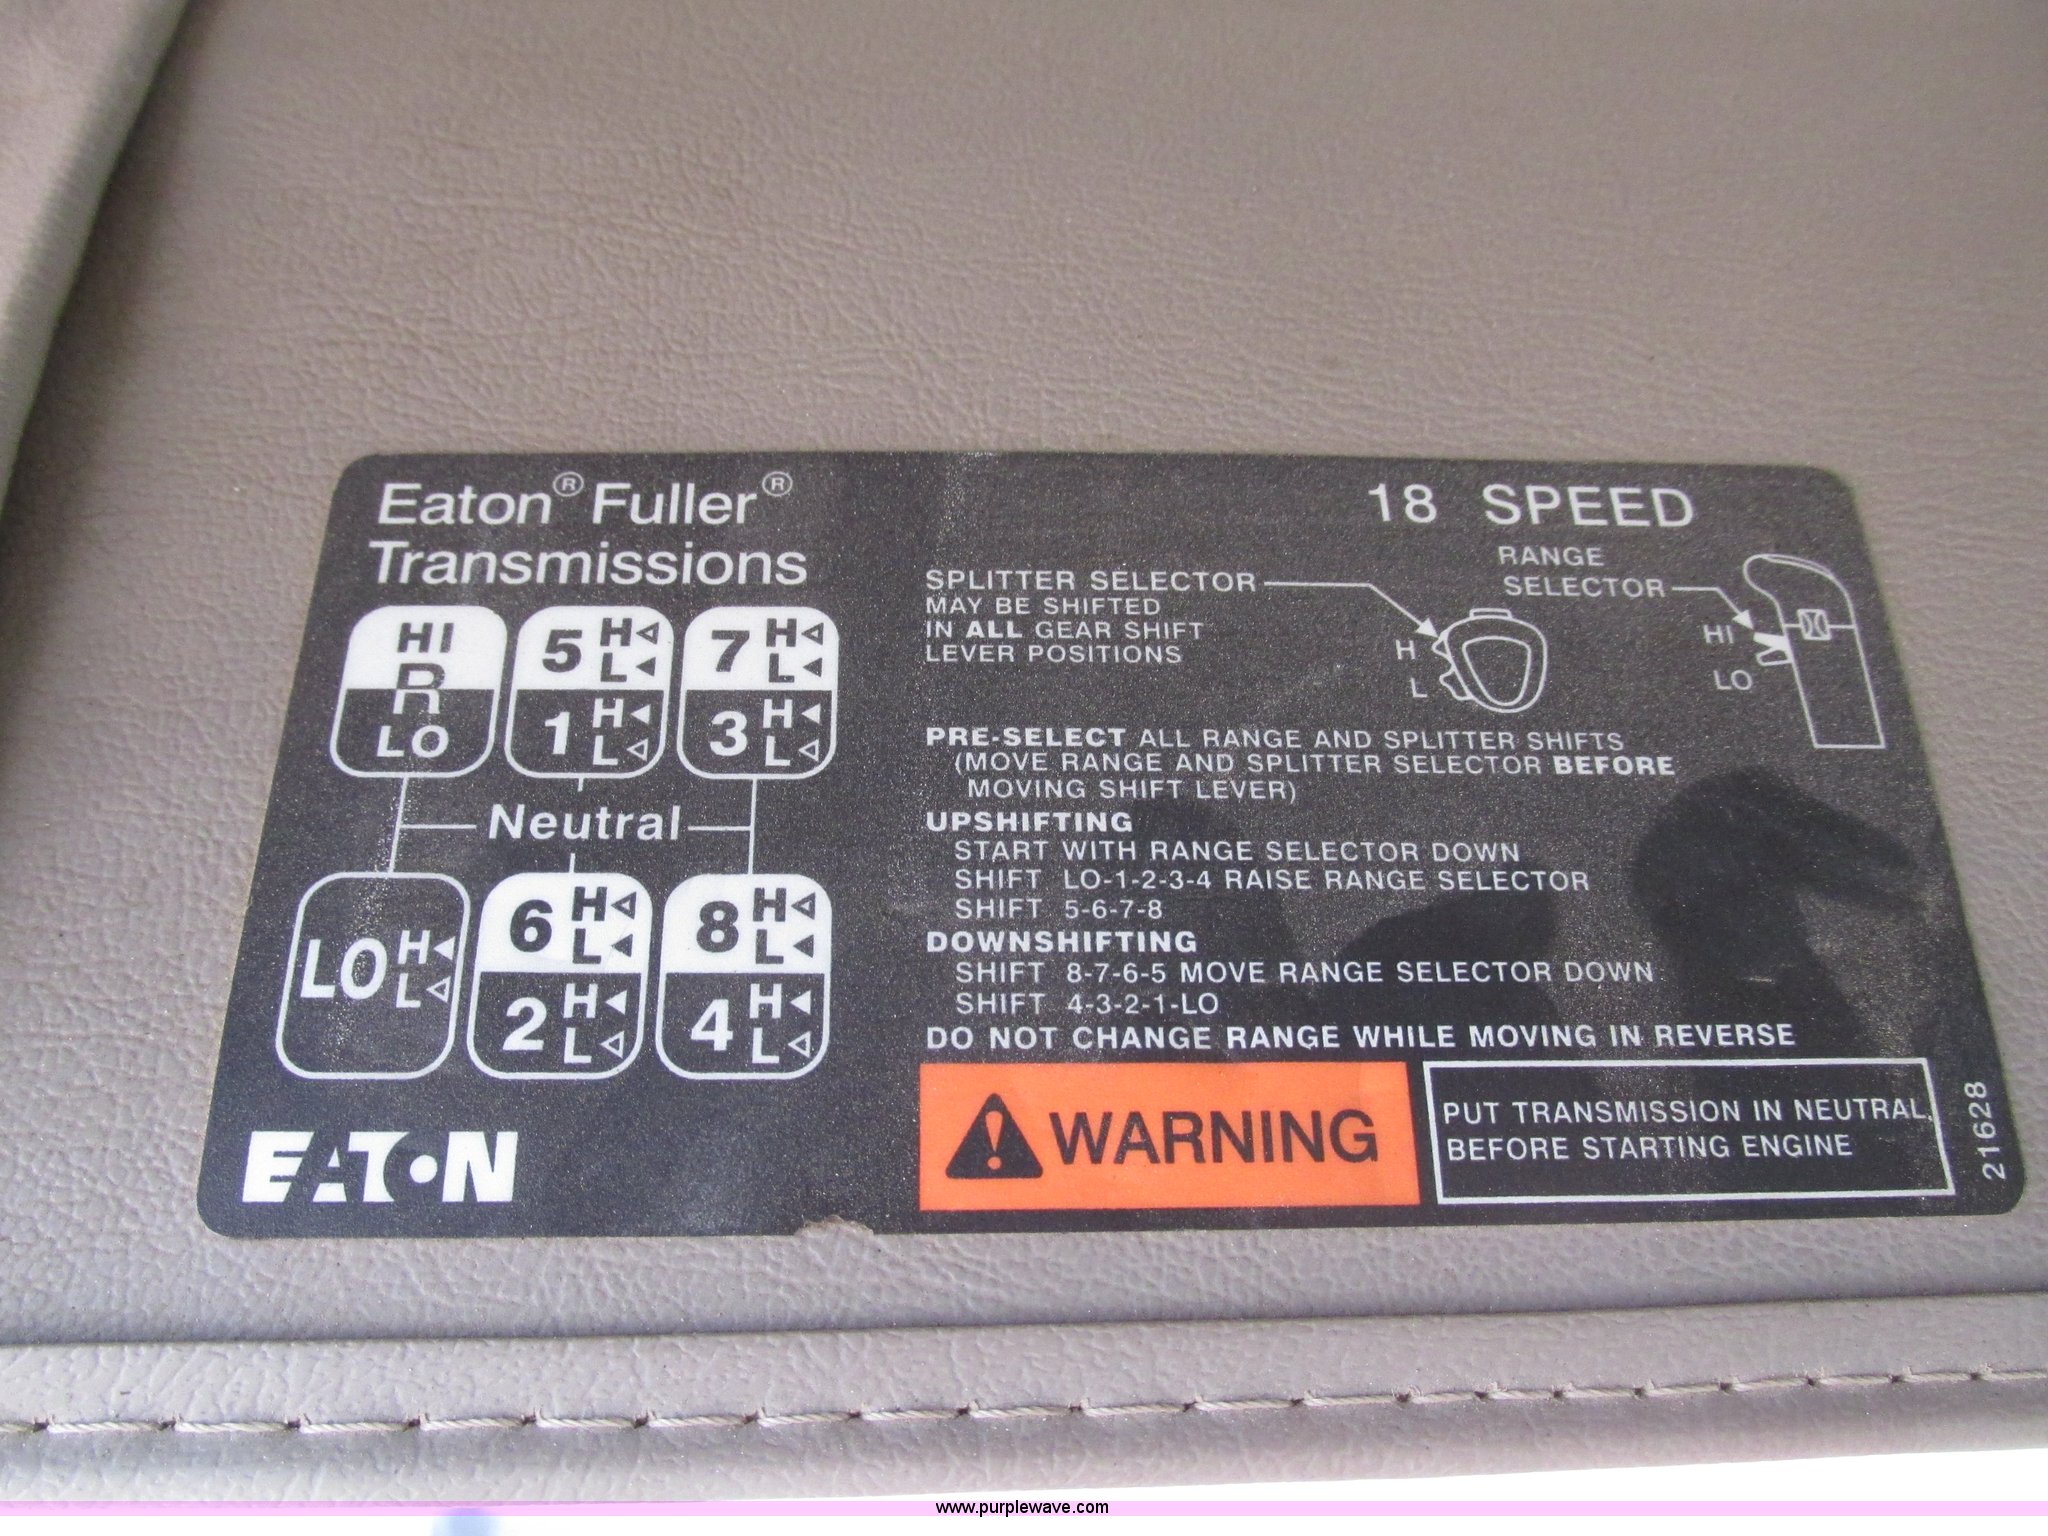 Eaton® Fuller®
Transmissions
HI
R
LO
5 H
L
1 H
L
7 H
L
3 H
L
Neutral
LO H
L
6 H
L
2 H
L
8 H
L
4 H
L
EATON
18 SPEED
RANGE
SELECTOR
HI
LO
SPLITTER SELECTOR
MAY BE SHIFTED
IN ALL GEAR SHIFT
LEVER POSITIONS
H
L
PRE-SELECT ALL RANGE AND SPLITTER SHIFTS
(MOVE RANGE AND SPLITTER SELECTOR BEFORE
MOVING SHIFT LEVER)
UPSHIFTING
START WITH RANGE SELECTOR DOWN
SHIFT LO-1-2-3-4 RAISE RANGE SELECTOR
SHIFT 5-6-7-8
DOWNSHIFTING
SHIFT 8-7-6-5 MOVE RANGE SELECTOR DOWN
SHIFT 4-3-2-1-LO
DO NOT CHANGE RANGE WHILE MOVING IN REVERSE
WARNING
PUT TRANSMISSION IN NEUTRAL
BEFORE STARTING ENGINE
21628
www.purplewave.com